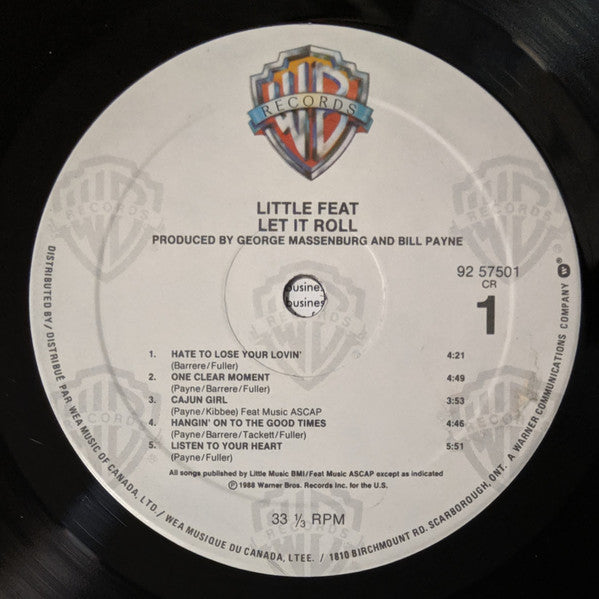 WB
RECORDS
LITTLE FEAT
LET IT ROLL
PRODUCED BY GEORGE MASSENBURG AND BILL PAYNE
92 57501
CR
1
busine
busines
1. HATE TO LOSE YOUR LOVIN' 4:21
(Barrere/Fuller)
2. ONE CLEAR MOMENT 4:49
(Payne/Barrere/Fuller)
3. CAJUN GIRL 3:53
(Payne/Kibbee) Feat Music ASCAP
4. HANGIN' ON TO THE GOOD TIMES 4:46
(Payne/Barrere/Tackett/Fuller)
5. LISTEN TO YOUR HEART 5:51
(Payne/Fuller)
All songs published by Little Music BMI/Feat Music ASCAP except as indicated
℗ 1988 Warner Bros. Records Inc. for the U.S.
33 ⅓ RPM
DISTRIBUTED BY/DISTRIBUÉ PAR WEA MUSIC OF CANADA, LTD./WEA MUSIQUE DU CANADA, LTEE. / 1810 BIRCHMOUNT RD. SCARBOROUGH, ONT. A WARNER COMMUNICATIONS COMPANY ®